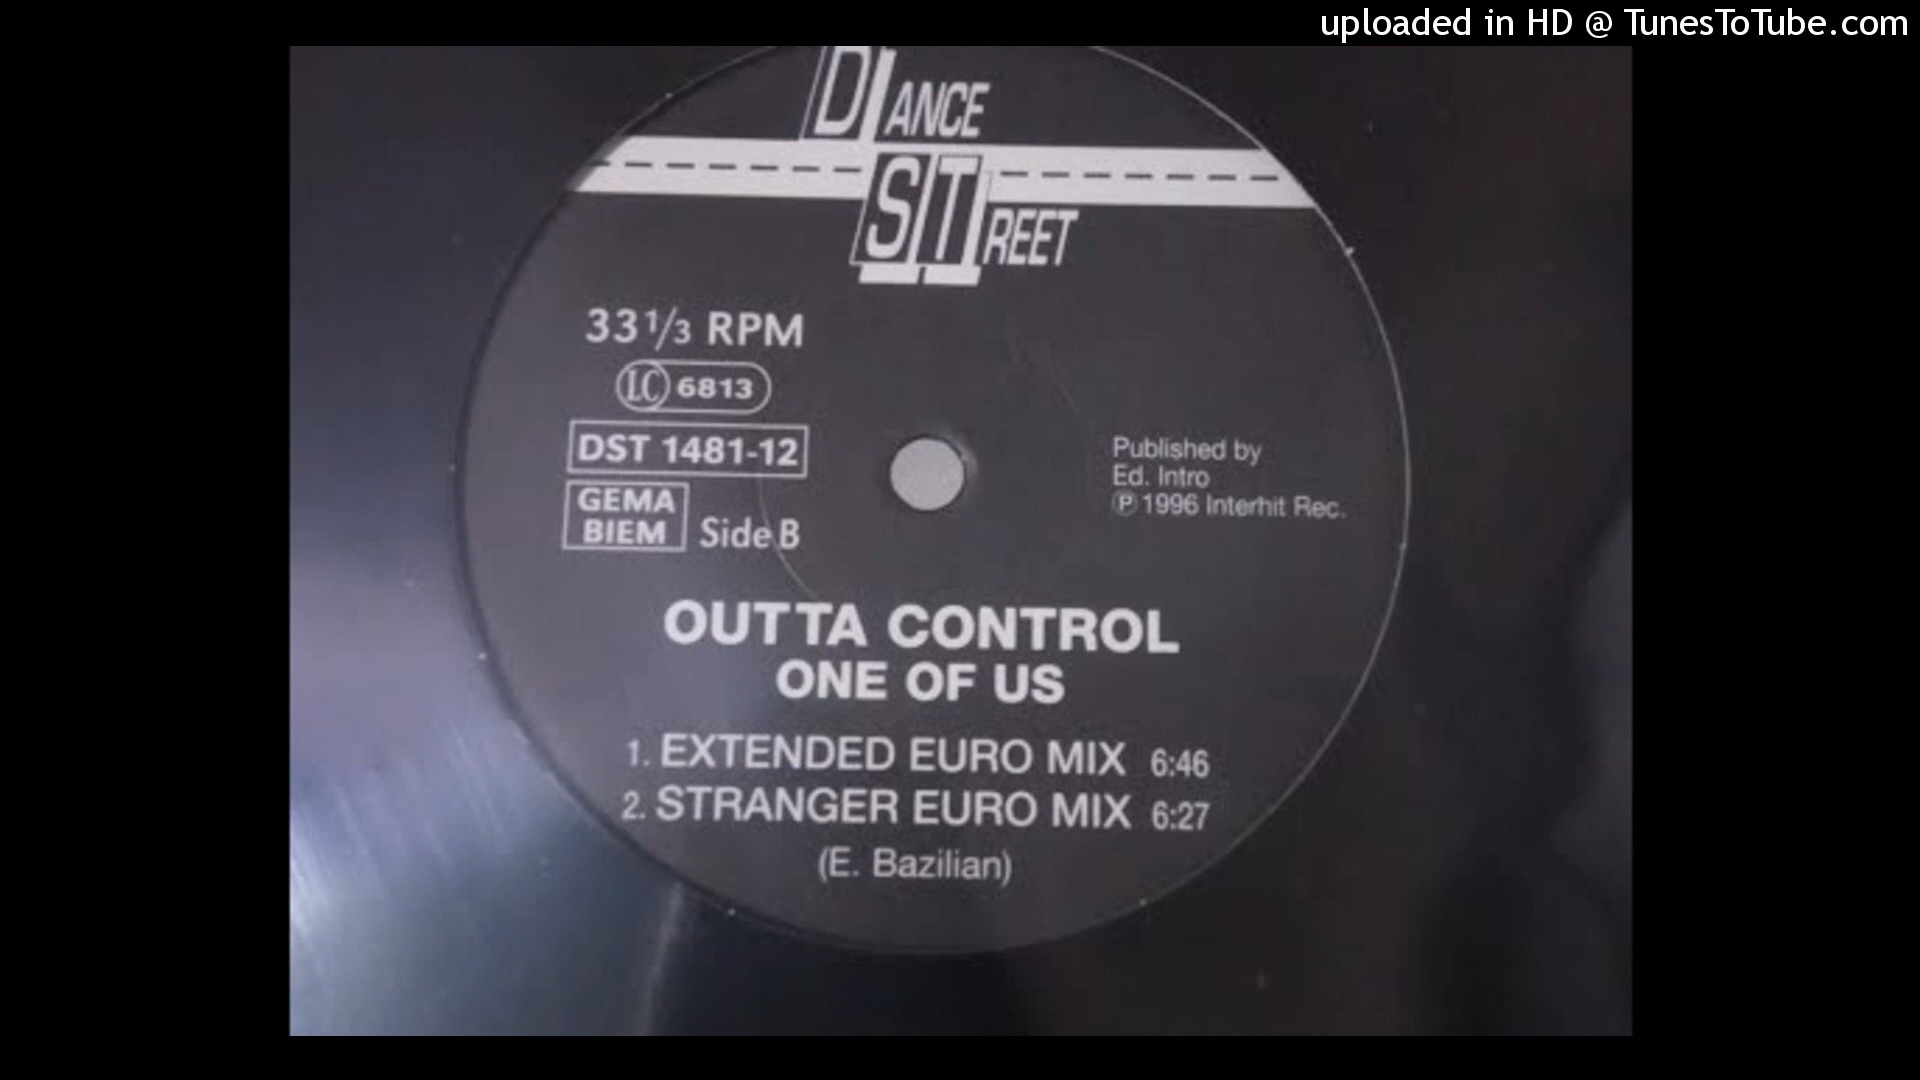 uploaded in HD @ TunesToTube.com
DANCE
STREET
33 1/3 RPM
LC 6813
DST 1481-12
GEMA
BIEM
Side B
Published by
Ed. Intro
℗ 1996 Interhit Rec.
OUTTA CONTROL
ONE OF US
1. EXTENDED EURO MIX 6:46
2. STRANGER EURO MIX 6:27
(E. Bazilian)